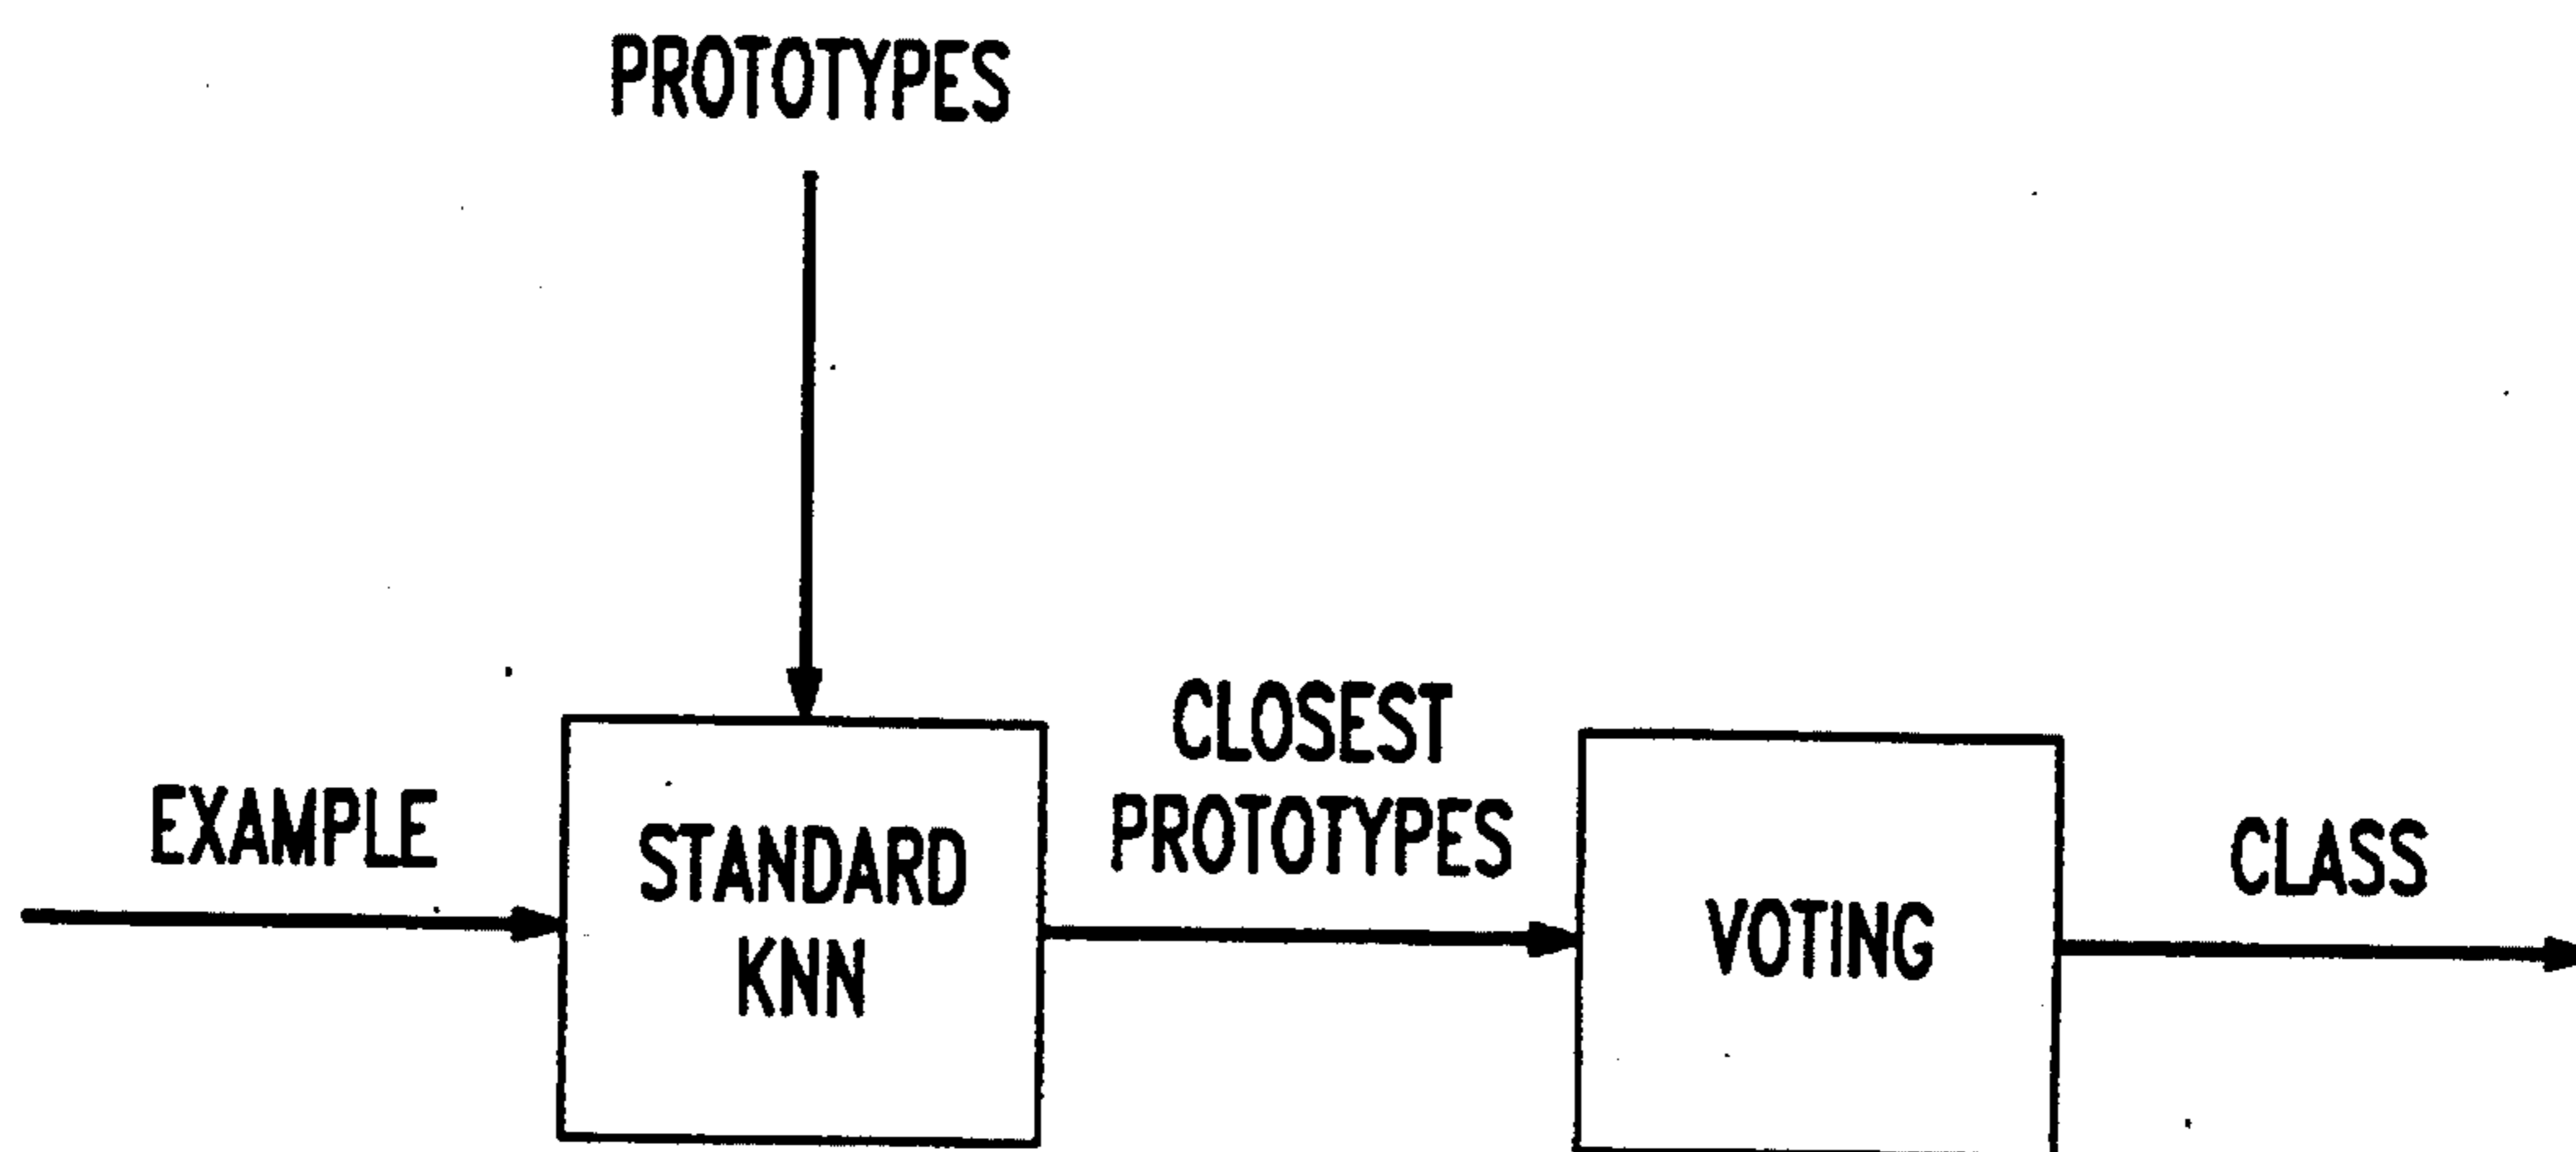 PROTOTYPES
EXAMPLE
STANDARD
KNN
CLOSEST
PROTOTYPES
VOTING
CLASS